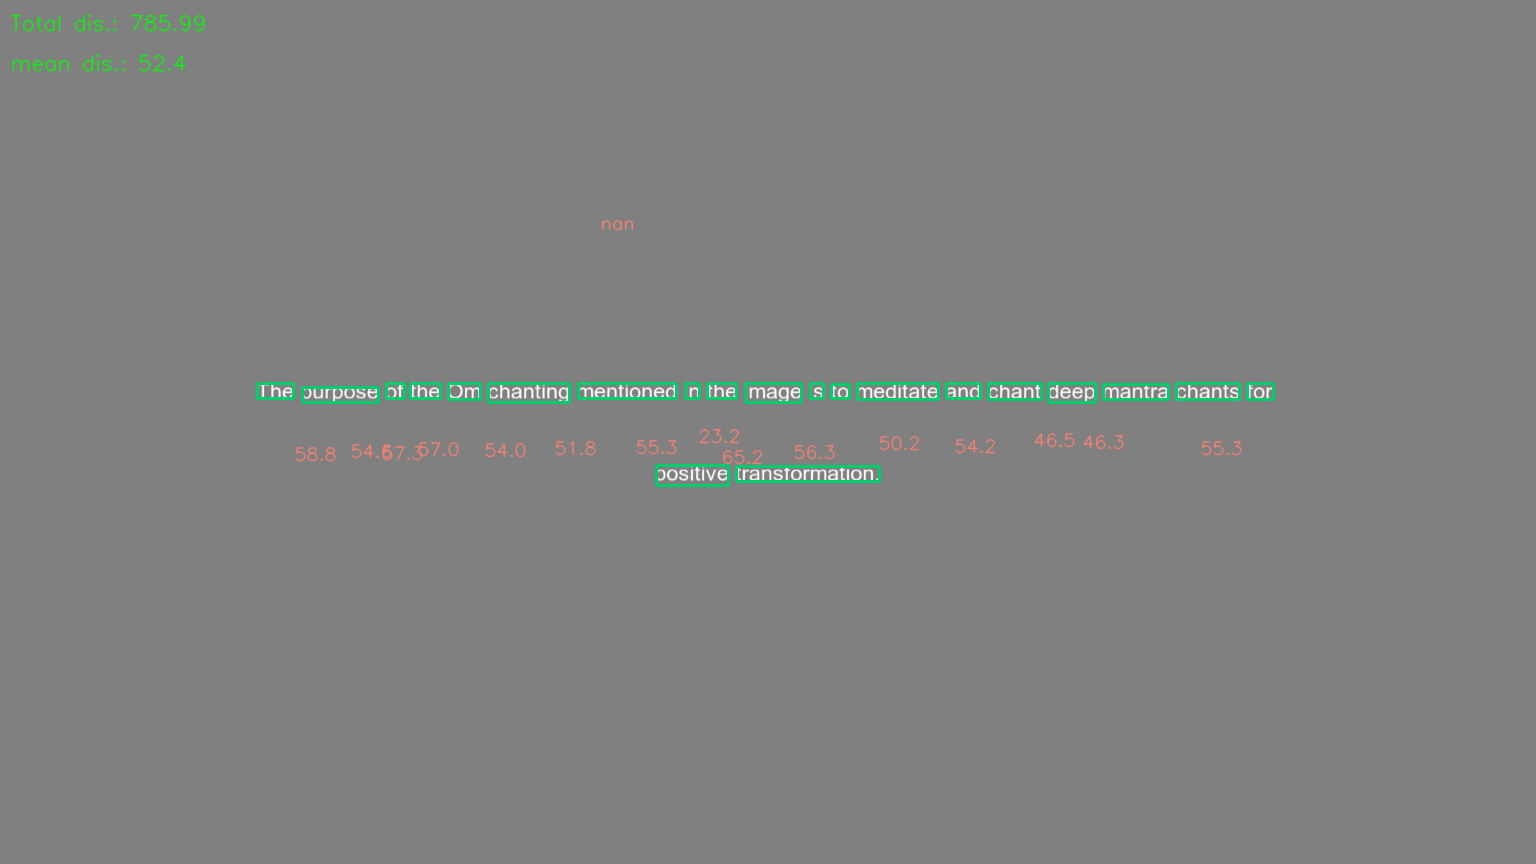 Total dis.: 785.99
mean dis.: 52.4
nan
The purpose of the Om chanting mentioned in the image is to meditate and chant deep mantra chants for
58.8 54.6 57.3 57.0 54.0 51.8 55.3 23.2 65.2 56.3 50.2 54.2 46.5 46.3 55.3
positive transformation.